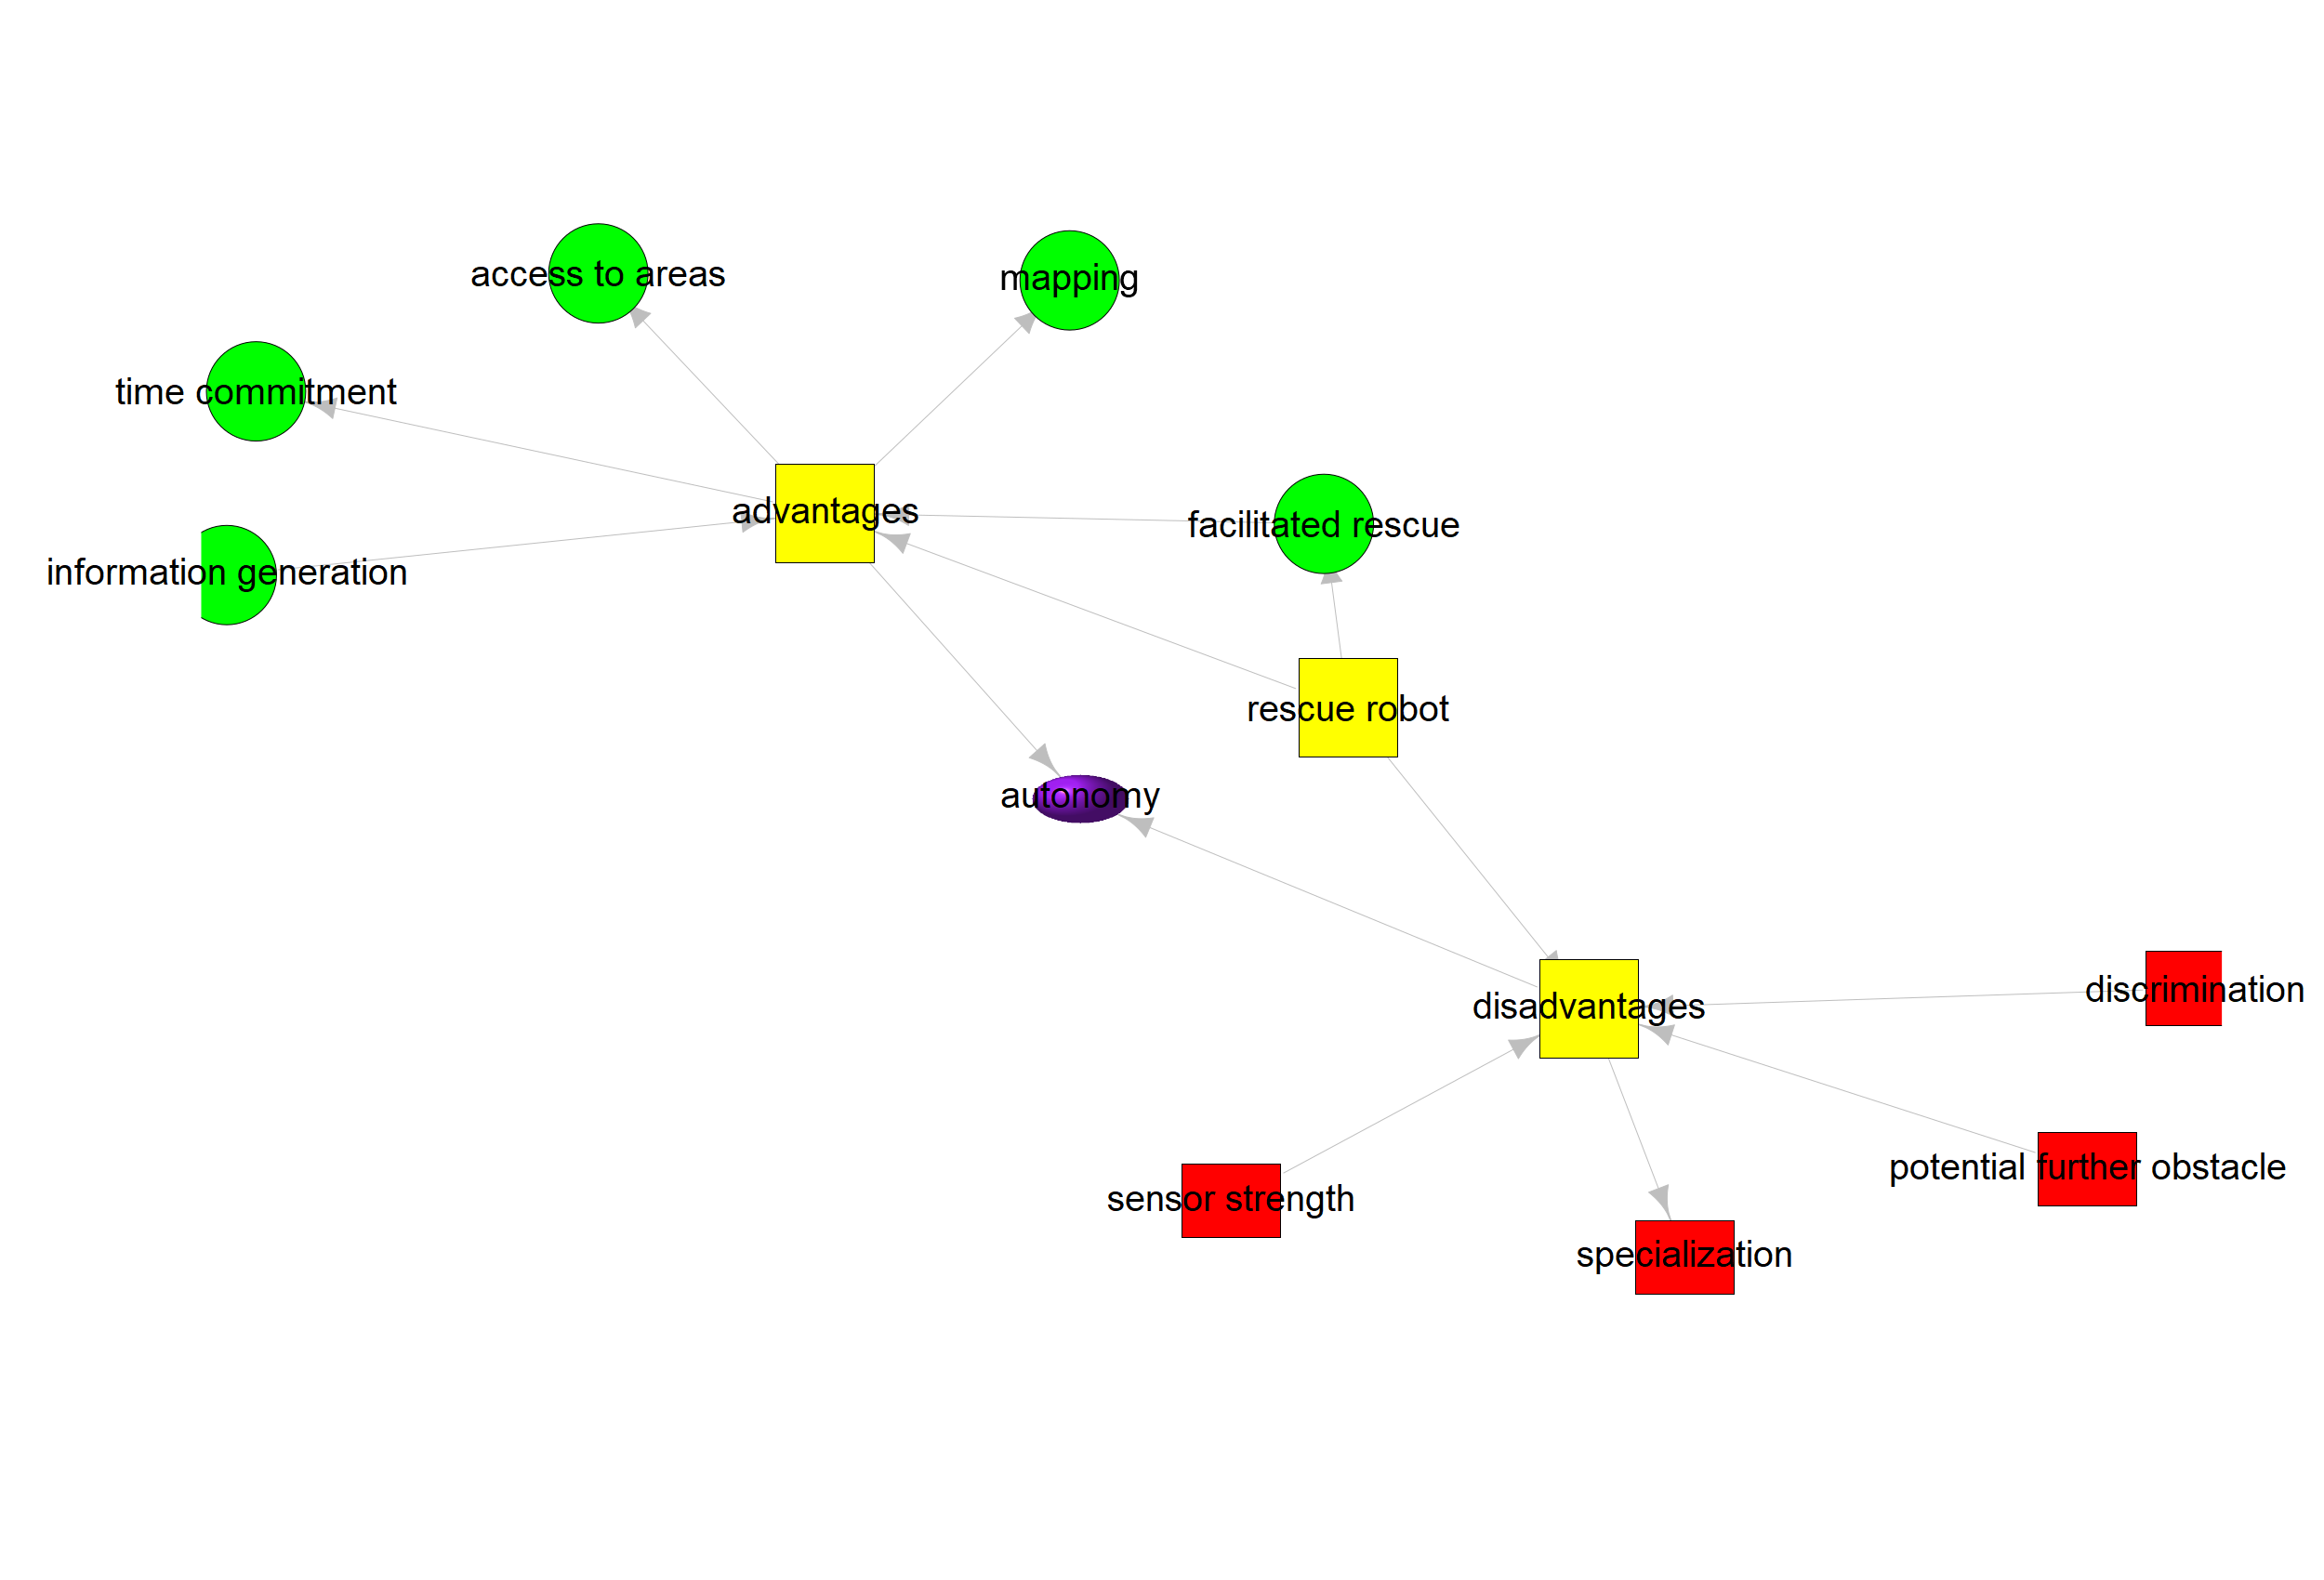 access to areas
mapping
time commitment
advantages
facilitated rescue
information generation
rescue robot
autonomy
discrimination
disadvantages
potential further obstacle
sensor strength
specialization